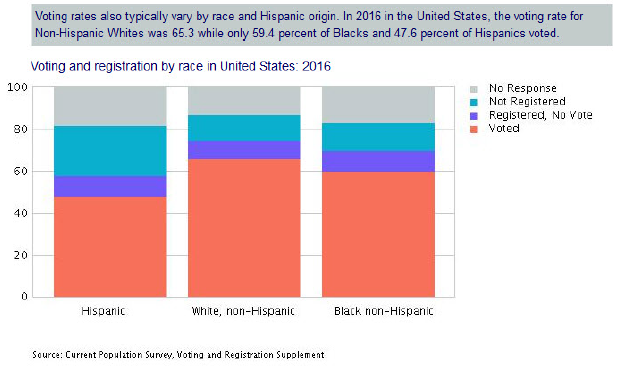 Voting rates also typically vary by race and Hispanic origin. In 2016 in the United States, the voting rate for
Non-Hispanic Whites was 65.3 while only 59.4 percent of Blacks and 47.6 percent of Hispanics voted.
Voting and registration by race in United States: 2016
No Response
Not Registered
Registered, No Vote
Voted
100
80
60
40
20
0
Hispanic
White, non-Hispanic
Black non-Hispanic
Source: Current Population Survey, Voting and Registration Supplement